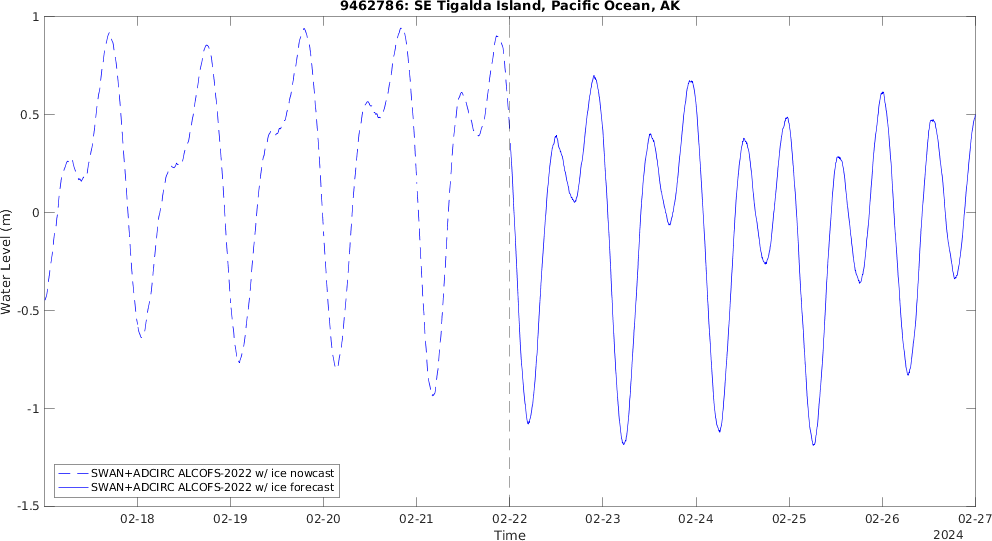 9462786: SE Tigalda Island, Pacific Ocean, AK
1
0.5
0
-0.5
-1
-1.5
Water Level (m)
SWAN+ADCIRC ALCOFS-2022 w/ ice nowcast
SWAN+ADCIRC ALCOFS-2022 w/ ice forecast
02-18 02-19 02-20 02-21 02-22 02-23 02-24 02-25 02-26 02-27
Time
2024